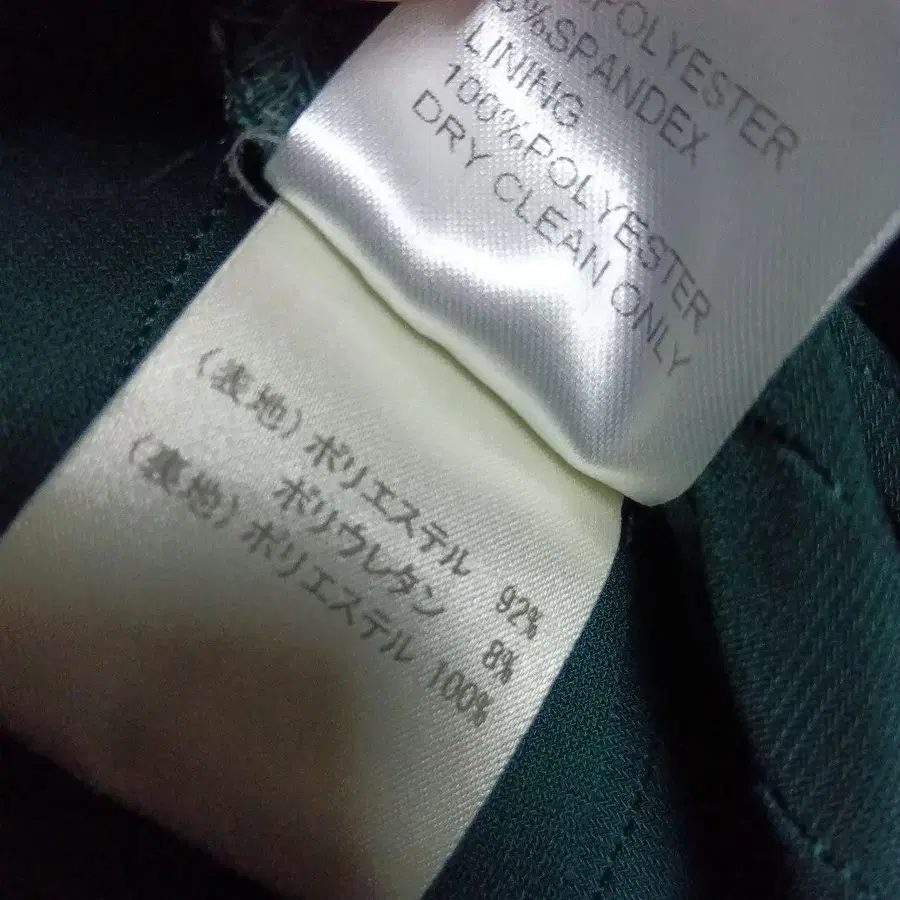 POLYESTER
%SPANDEX
LINING
100%POLYESTER
DRY CLEAN ONLY
(表地) ポリエステル 92%
ポリウレタン 8%
(裏地) ポリエステル 100%